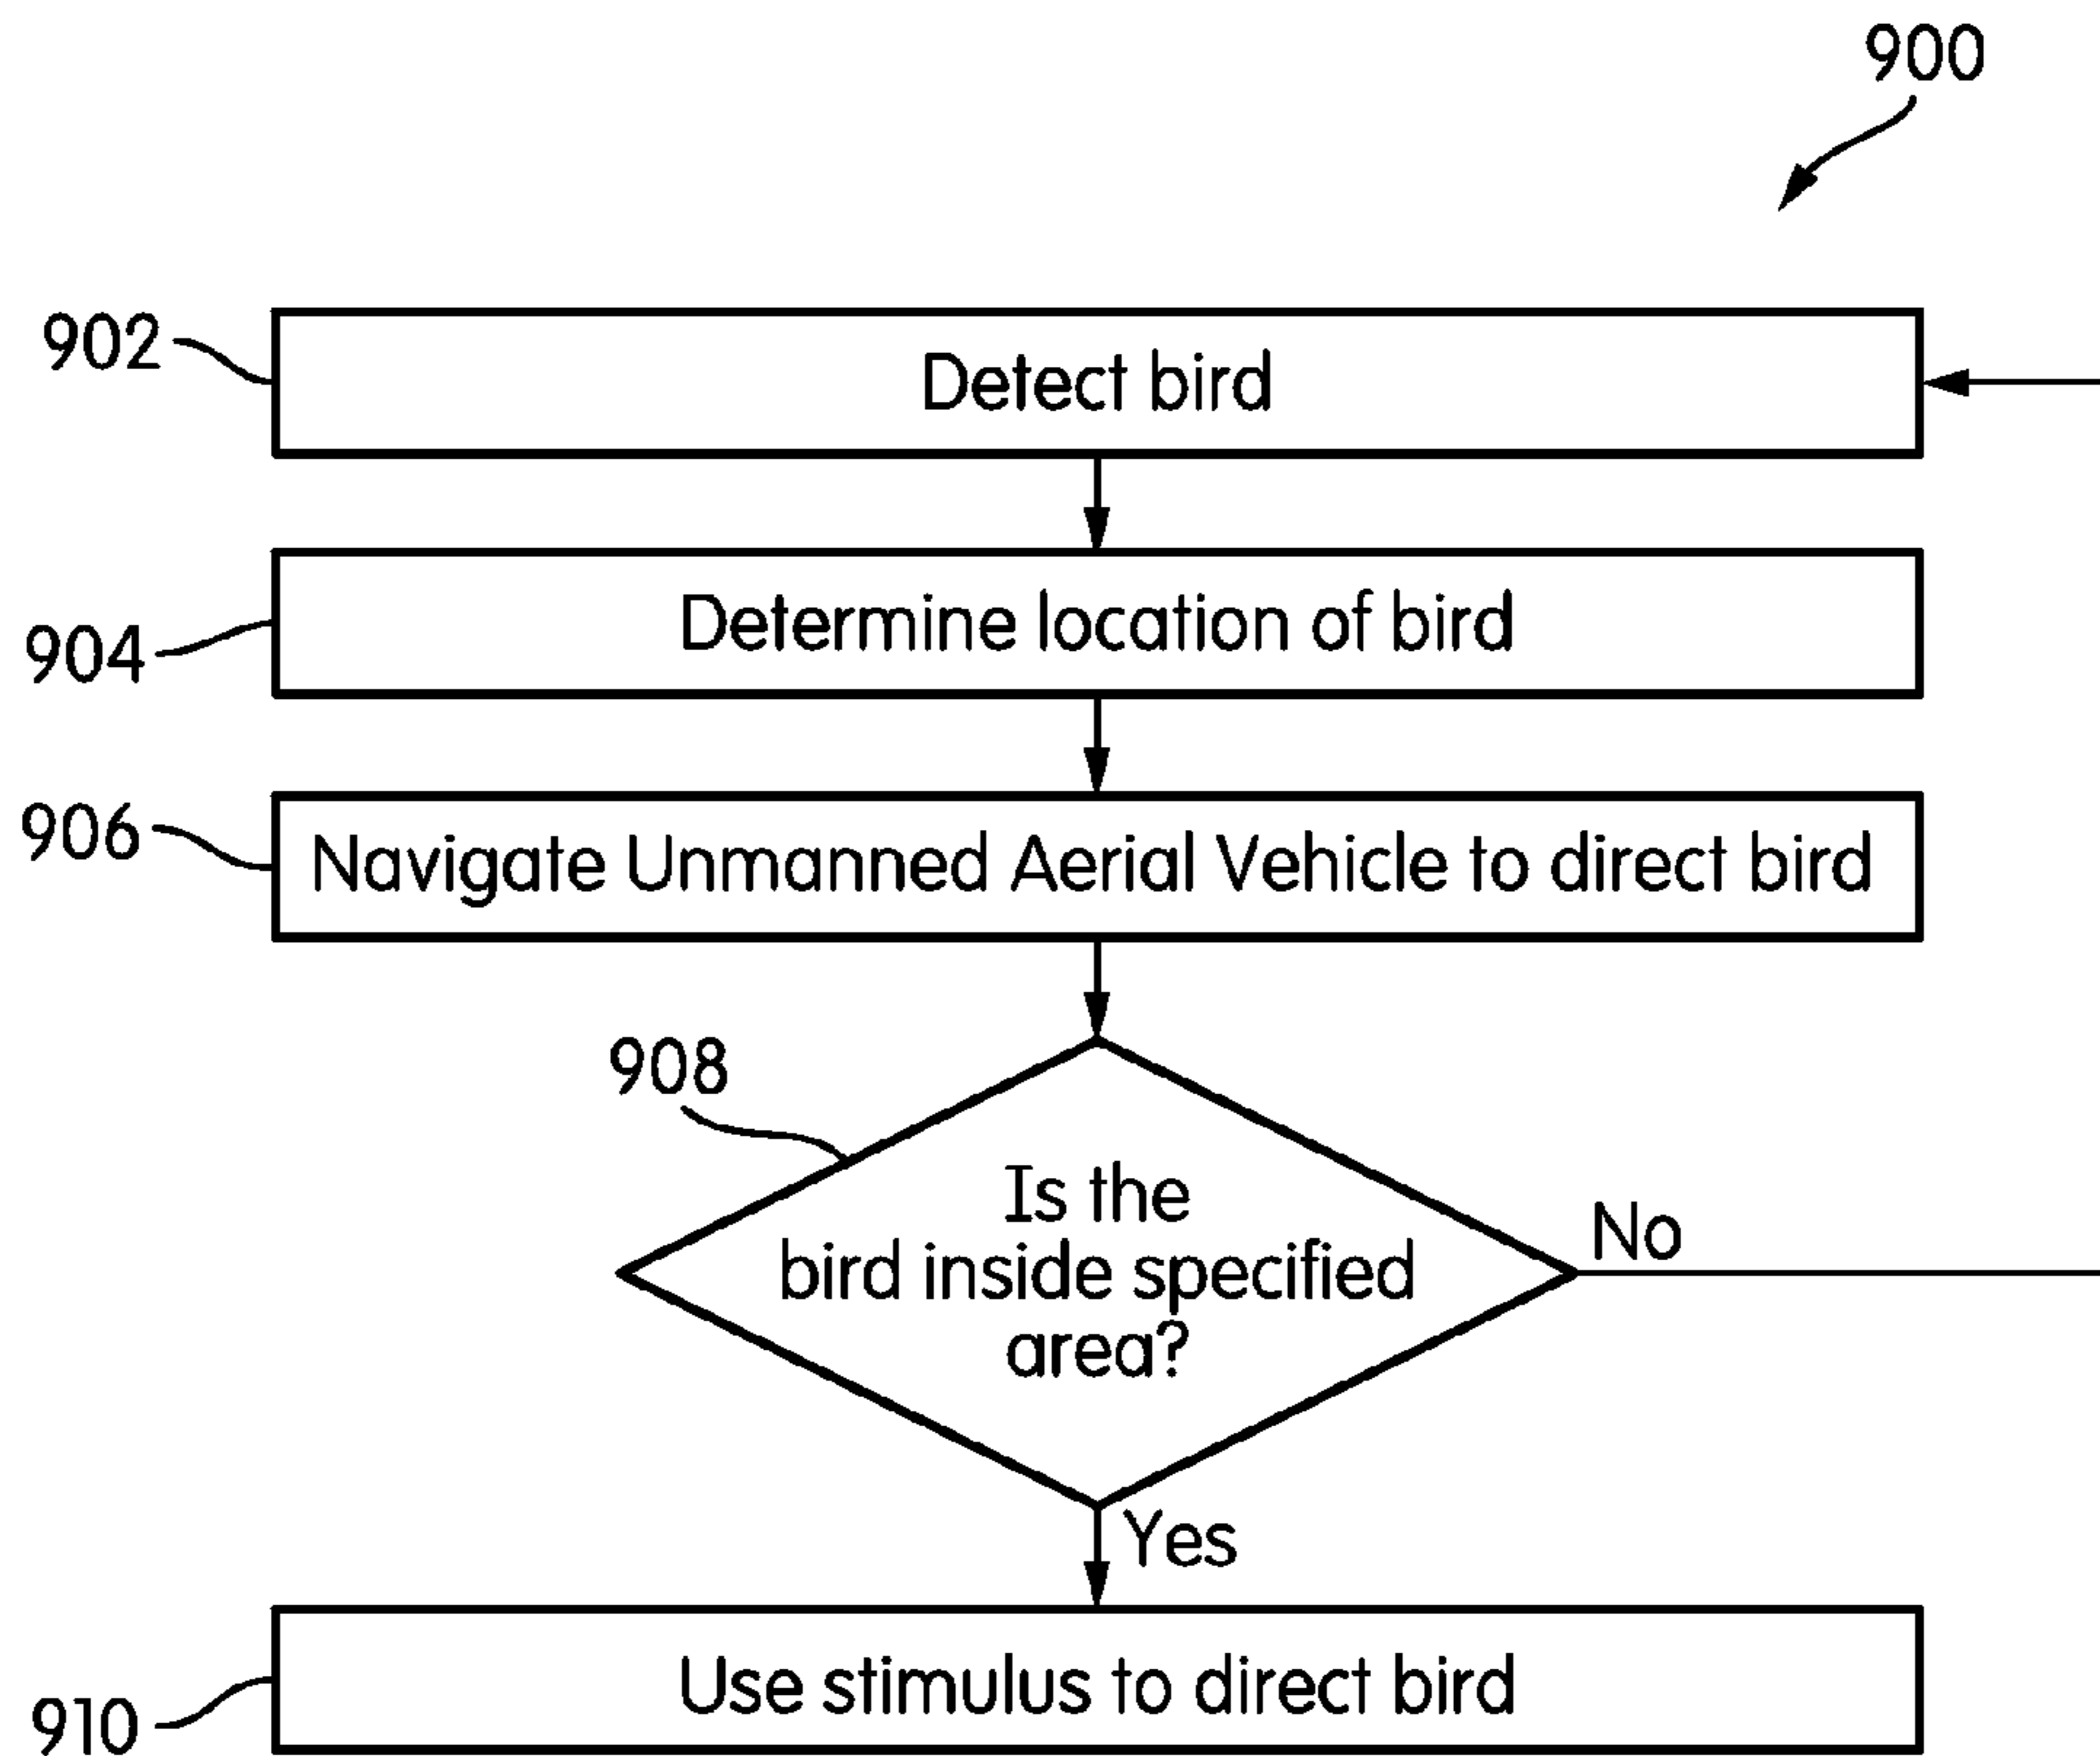 900
902
Detect bird
904
Determine location of bird
906
Navigate Unmanned Aerial Vehicle to direct bird
908
Is the
bird inside specified
area?
No
Yes
910
Use stimulus to direct bird